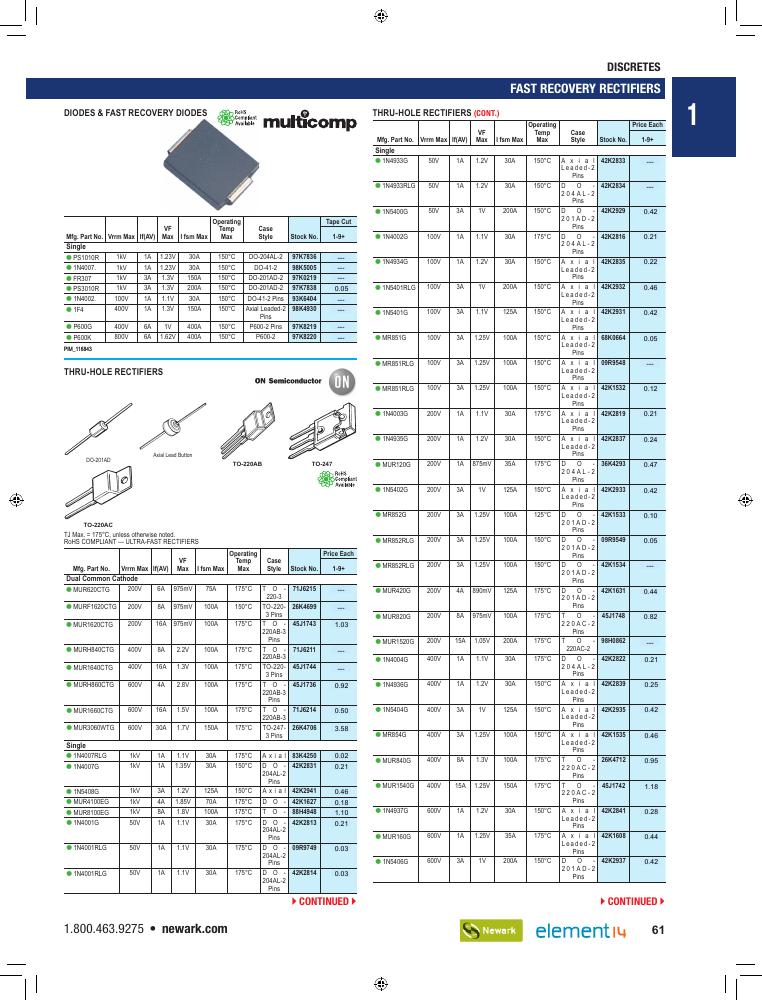 DISCRETES
FAST RECOVERY RECTIFIERS
1
DIODES & FAST RECOVERY DIODES
RoHS
Compliant
Available
multicomp
Mfg. Part No. Vrrm Max If(AV) VF Max I fsm Max Operating Temp Max Case Style Stock No. Tape Cut 1-9+
Single
PS1010R 1kV 1A 1.23V 30A 150°C DO-204AL-2 97K7836 ---
1N4007. 1kV 1A 1.23V 30A 150°C DO-41-2 98K5005 ---
FR307 1kV 3A 1.3V 150A 150°C DO-201AD-2 97K0219 ---
PS3010R 1kV 3A 1.3V 200A 150°C DO-201AD-2 97K7838 0.05
1N4002. 100V 1A 1.1V 30A 150°C DO-41-2 Pins 93K6404 ---
1F4 400V 1A 1.3V 150A 150°C Axial Leaded-2 Pins 98K4930 ---
P600G 400V 6A 1V 400A 150°C P600-2 Pins 97K8219 ---
P600K 800V 6A 1.62V 400A 150°C P600-2 97K8220 ---
PIM_116843
THRU-HOLE RECTIFIERS
ON Semiconductor ON
DO-201AD
Axial Lead Button
TO-220AB
TO-247
RoHS
Compliant
Available
TO-220AC
TJ Max. = 175°C, unless otherwise noted.
RoHS COMPLIANT — ULTRA-FAST RECTIFIERS
Mfg. Part No. Vrrm Max If(AV) VF Max I fsm Max Operating Temp Max Case Style Stock No. Price Each 1-9+
Dual Common Cathode
MUR620CTG 200V 6A 975mV 75A 175°C TO-220-3 71J6215 ---
MURF1620CTG 200V 8A 975mV 100A 150°C TO-220-3 Pins 26K4699 ---
MUR1620CTG 200V 16A 975mV 100A 175°C TO-220AB-3 Pins 45J1743 1.03
MURH840CTG 400V 8A 2.2V 100A 175°C TO-220AB-3 71J6211 ---
MUR1640CTG 400V 16A 1.3V 100A 175°C TO-220-3 Pins 45J1744 ---
MURH860CTG 600V 4A 2.8V 100A 175°C TO-220AB-3 Pins 45J1736 0.92
MUR1660CTG 600V 16A 1.5V 100A 175°C TO-220AB-3 71J6214 0.50
MUR3060WTG 600V 30A 1.7V 150A 175°C TO-247-3 Pins 26K4706 3.58
Single
1N4007RLG 1kV 1A 1.1V 30A 175°C Axial 83K4250 0.02
1N4007G 1kV 1A 1.35V 30A 150°C DO-204AL-2 Pins 42K2831 0.21
1N5408G 1kV 3A 1.2V 125A 150°C Axial 42K2941 0.46
MUR4100EG 1kV 4A 1.85V 70A 175°C DO- 42K1627 0.18
MUR8100EG 1kV 8A 1.8V 100A 175°C TO- 88H4948 1.10
1N4001G 50V 1A 1.1V 30A 175°C DO-204AL-2 Pins 42K2813 0.21
1N4001RLG 50V 1A 1.1V 30A 175°C DO-204AL-2 Pins 09R9749 0.03
1N4001RLG 50V 1A 1.1V 30A 175°C DO-204AL-2 Pins 42K2814 0.03
CONTINUED
THRU-HOLE RECTIFIERS (CONT.)
Mfg. Part No. Vrrm Max If(AV) VF Max I fsm Max Operating Temp Max Case Style Stock No. Price Each 1-9+
Single
1N4933G 50V 1A 1.2V 30A 150°C Axial Leaded-2 Pins 42K2833 ---
1N4933RLG 50V 1A 1.2V 30A 150°C DO-204AL-2 Pins 42K2834 ---
1N5400G 50V 3A 1V 200A 150°C DO-201AD-2 Pins 42K2929 0.42
1N4002G 100V 1A 1.1V 30A 175°C DO-204AL-2 Pins 42K2816 0.21
1N4934G 100V 1A 1.2V 30A 150°C Axial Leaded-2 Pins 42K2835 0.22
1N5401RLG 100V 3A 1V 200A 150°C Axial Leaded-2 Pins 42K2932 0.46
1N5401G 100V 3A 1.1V 125A 150°C Axial Leaded-2 Pins 42K2931 0.42
MR851G 100V 3A 1.25V 100A 150°C Axial Leaded-2 Pins 68K0664 0.05
MR851RLG 100V 3A 1.25V 100A 150°C Axial Leaded-2 Pins 09R9548 ---
MR851RLG 100V 3A 1.25V 100A 150°C Axial Leaded-2 Pins 42K1532 0.12
1N4003G 200V 1A 1.1V 30A 175°C Axial Leaded-2 Pins 42K2819 0.21
1N4935G 200V 1A 1.2V 30A 150°C Axial Leaded-2 Pins 42K2837 0.24
MUR120G 200V 1A 875mV 35A 175°C DO-204AL-2 Pins 36K4293 0.47
1N5402G 200V 3A 1V 125A 150°C Axial Leaded-2 Pins 42K2933 0.42
MR852G 200V 3A 1.25V 100A 125°C DO-201AD-2 Pins 42K1533 0.10
MR852RLG 200V 3A 1.25V 100A 150°C DO-201AD-2 Pins 09R9549 0.05
MR852RLG 200V 3A 1.25V 100A 150°C DO-201AD-2 Pins 42K1534 ---
MUR420G 200V 4A 890mV 125A 175°C DO-201AD-2 Pins 42K1631 0.44
MUR820G 200V 8A 975mV 100A 175°C TO-220AC-2 Pins 45J1748 0.82
MUR1520G 200V 15A 1.05V 200A 175°C TO-220AC-2 98H0862 ---
1N4004G 400V 1A 1.1V 30A 175°C DO-204AL-2 Pins 42K2822 0.21
1N4936G 400V 1A 1.2V 30A 150°C Axial Leaded-2 Pins 42K2839 0.25
1N5404G 400V 3A 1V 125A 150°C Axial Leaded-2 Pins 42K2935 0.42
MR854G 400V 3A 1.25V 100A 150°C Axial Leaded-2 Pins 42K1535 0.46
MUR840G 400V 8A 1.3V 100A 175°C TO-220AC-2 Pins 26K4712 0.95
MUR1540G 400V 15A 1.25V 150A 175°C TO-220AC-2 Pins 45J1742 1.18
1N4937G 600V 1A 1.2V 30A 150°C Axial Leaded-2 Pins 42K2841 0.28
MUR160G 600V 1A 1.25V 35A 175°C Axial Leaded-2 Pins 42K1608 0.44
1N5406G 600V 3A 1V 200A 150°C DO-201AD-2 Pins 42K2937 0.42
CONTINUED
1.800.463.9275 • newark.com
Newark element14 61